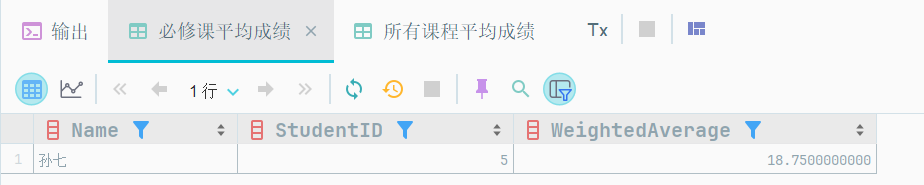 输出 必修课平均成绩 × 所有课程平均成绩 Tx
1 行
Name StudentID WeightedAverage
1 孙七 5 18.7500000000